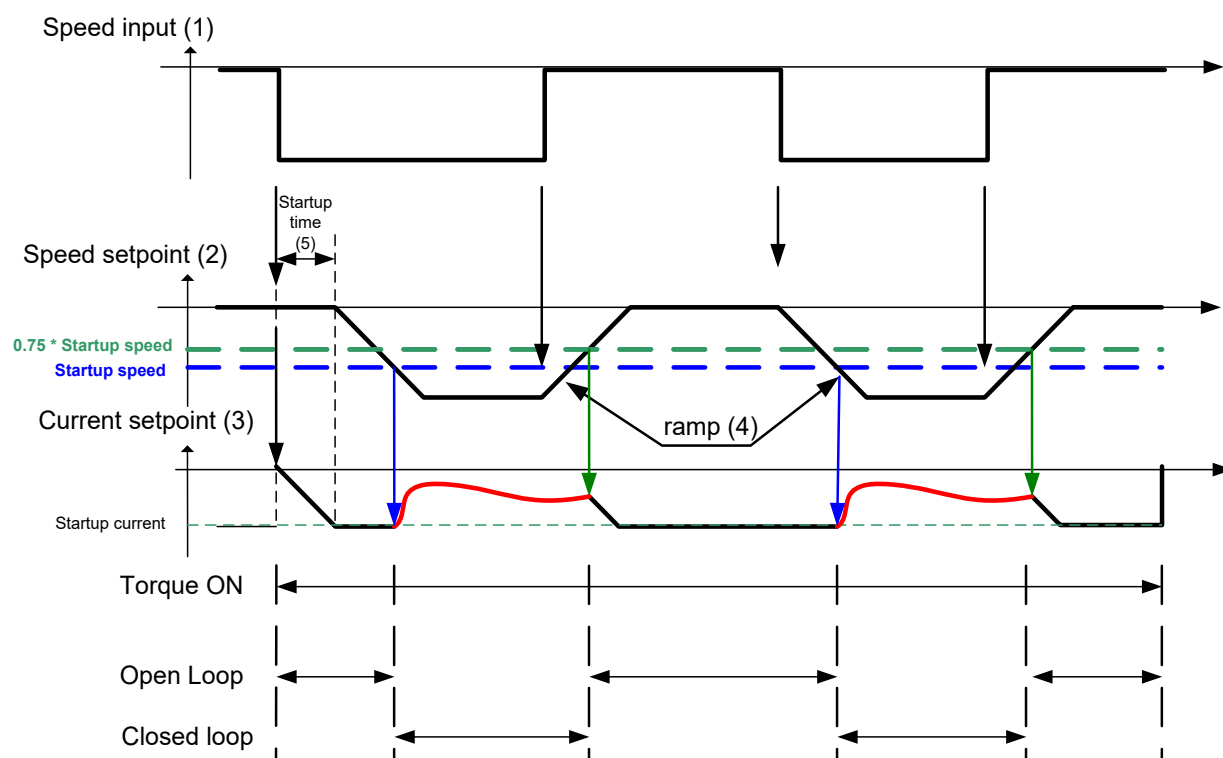 Speed input (1)
Startup
time
(5)
Speed setpoint (2)
0.75 * Startup speed
Startup speed
Current setpoint (3)
ramp (4)
Startup current
Torque ON
Open Loop
Closed loop